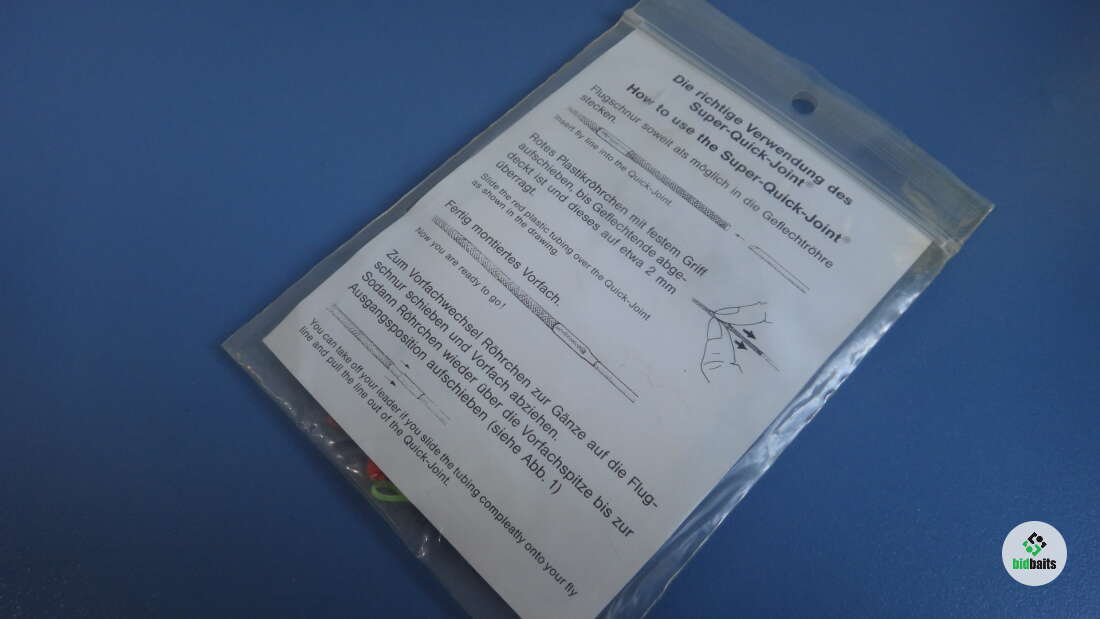 Die richtige Verwendung des
Super-Quick-Joint®
How to use the Super-Quick-Joint®
Flugschnur soweit als möglich in die Geflechtröhre
stecken.
Insert fly line into the Quick-Joint
Rotes Plastikröhrchen mit festem Griff
aufschieben, bis Geflechtende abge-
deckt ist und dieses auf etwa 2 mm
überragt.
Slide the red plastic tubing over the Quick-Joint
as shown in the drawing.
Fertig montiertes Vorfach.
Now you are ready to go!
Zum Vorfachwechsel Röhrchen zur Gänze auf die Flug-
schnur schieben und Vorfach abziehen.
Sodann Röhrchen wieder über die Vorfachspitze bis zur
Ausgangsposition aufschieben (siehe Abb. 1)
You can take off your leader if you slide the tubing compleatly onto your fly
line and pull the line out of the Quick-Joint.
bidbaits